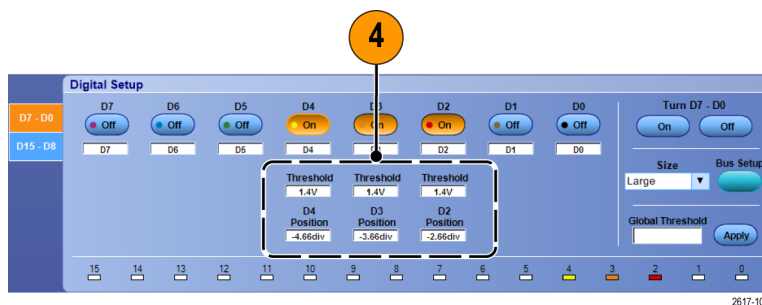 4
Digital Setup
D7 - D0
D15 - D8
D7 D6 D5 D4 D3 D2 D1 D0
Off Off Off On On On Off Off
D7 D6 D5 D4 D3 D2 D1 D0
Threshold Threshold Threshold
1.4V 1.4V 1.4V
D4 D3 D2
Position Position Position
-4.66div -3.66div -2.66div
Turn D7 - D0
On Off
Size Bus Setup
Large
Global Threshold
Apply
15 14 13 12 11 10 9 8 7 6 5 4 3 2 1 0